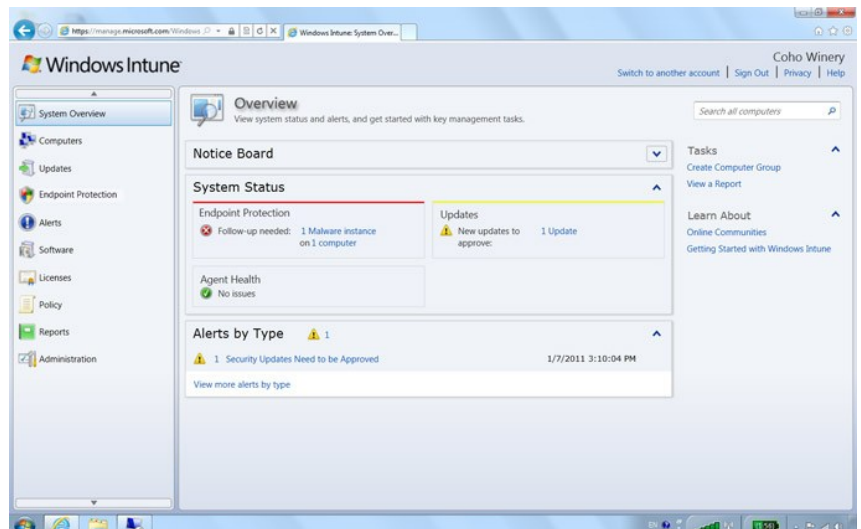 https://manage.microsoft.com/Windows
Windows Intune: System Over...
Windows Intune
Coho Winery
Switch to another account | Sign Out | Privacy | Help
System Overview
Computers
Updates
Endpoint Protection
Alerts
Software
Licenses
Policy
Reports
Administration
Overview
View system status and alerts, and get started with key management tasks.
Search all computers
Notice Board
System Status
Endpoint Protection
Follow-up needed: 1 Malware instance
on 1 computer
Updates
New updates to 1 Update
approve:
Agent Health
No issues
Alerts by Type 1
1 Security Updates Need to be Approved 1/7/2011 3:10:04 PM
View more alerts by type
Tasks
Create Computer Group
View a Report
Learn About
Online Communities
Getting Started with Windows Intune
EN